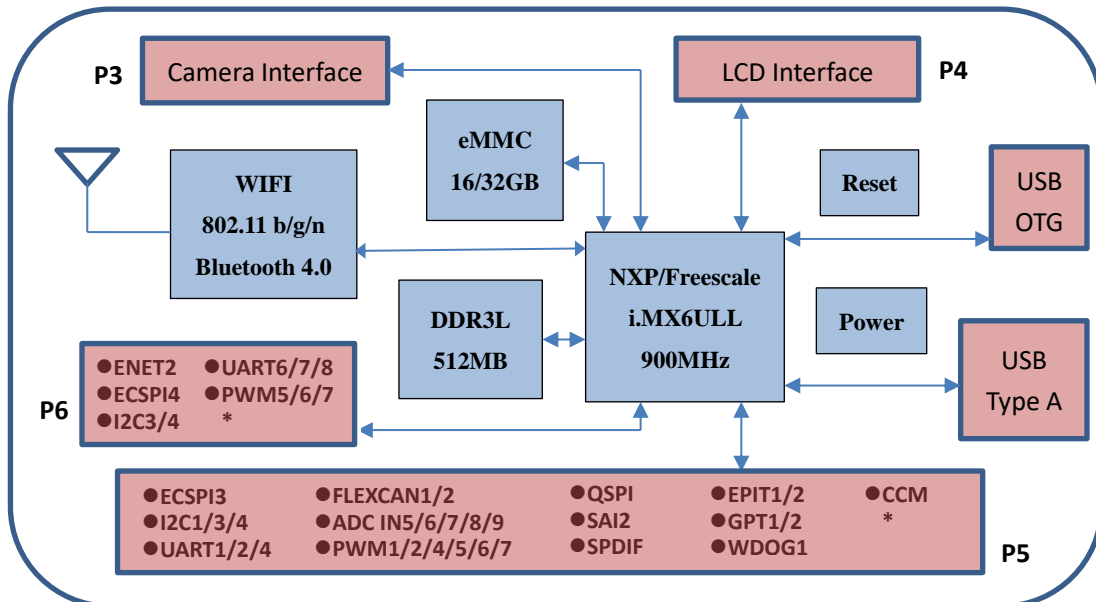 P3
Camera Interface
LCD Interface
P4
eMMC
16/32GB
WIFI
802.11 b/g/n
Bluetooth 4.0
Reset
USB
OTG
NXP/Freescale
i.MX6ULL
900MHz
DDR3L
512MB
Power
USB
Type A
P6
●ENET2 ●UART6/7/8
●ECSPI4 ●PWM5/6/7
●I2C3/4 *
●ECSPI3 ●FLEXCAN1/2 ●QSPI ●EPIT1/2 ●CCM
●I2C1/3/4 ●ADC IN5/6/7/8/9 ●SAI2 ●GPT1/2 *
●UART1/2/4 ●PWM1/2/4/5/6/7 ●SPDIF ●WDOG1
P5